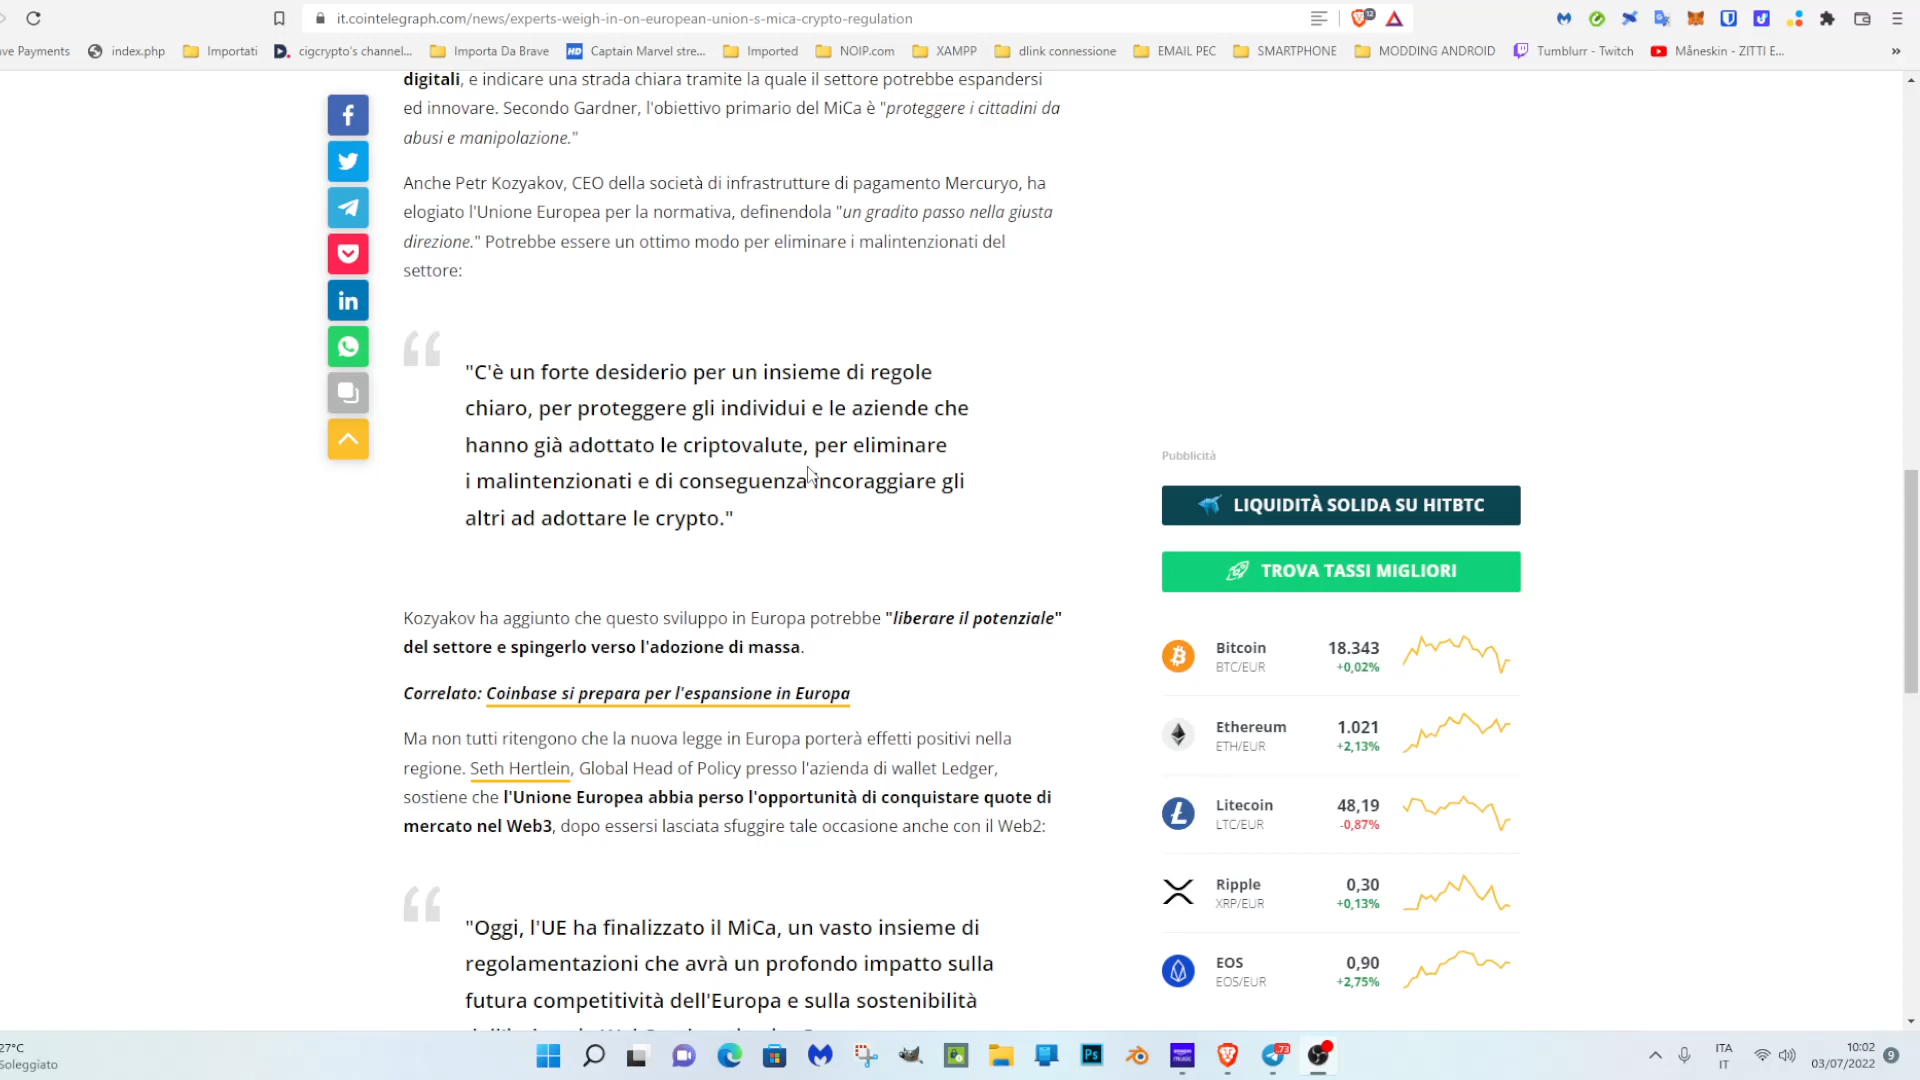 it.cointelegraph.com/news/experts-weigh-in-on-european-union-s-mica-crypto-regulation
12
ve Payments
index.php
Importati
cigcrypto's channel...
Importa Da Brave
HD
Captain Marvel stre...
Imported
NOIP.com
XAMPP
dlink connessione
EMAIL PEC
SMARTPHONE
MODDING ANDROID
Tumblurr - Twitch
Måneskin - ZITTI E...
»
digitali, e indicare una strada chiara tramite la quale il settore potrebbe espandersi
ed innovare. Secondo Gardner, l'obiettivo primario del MiCa è "proteggere i cittadini da
abusi e manipolazione."
Anche Petr Kozyakov, CEO della società di infrastrutture di pagamento Mercuryo, ha
elogiato l'Unione Europea per la normativa, definendola "un gradito passo nella giusta
direzione." Potrebbe essere un ottimo modo per eliminare i malintenzionati del
settore:
"C'è un forte desiderio per un insieme di regole
chiaro, per proteggere gli individui e le aziende che
hanno già adottato le criptovalute, per eliminare
i malintenzionati e di conseguenza incoraggiare gli
altri ad adottare le crypto."
Kozyakov ha aggiunto che questo sviluppo in Europa potrebbe "liberare il potenziale"
del settore e spingerlo verso l'adozione di massa.
Correlato: Coinbase si prepara per l'espansione in Europa
Ma non tutti ritengono che la nuova legge in Europa porterà effetti positivi nella
regione. Seth Hertlein, Global Head of Policy presso l'azienda di wallet Ledger,
sostiene che l'Unione Europea abbia perso l'opportunità di conquistare quote di
mercato nel Web3, dopo essersi lasciata sfuggire tale occasione anche con il Web2:
"Oggi, l'UE ha finalizzato il MiCa, un vasto insieme di
regolamentazioni che avrà un profondo impatto sulla
futura competitività dell'Europa e sulla sostenibilità
Pubblicità
LIQUIDITÀ SOLIDA SU HITBTC
TROVA TASSI MIGLIORI
Bitcoin 18.343
BTC/EUR +0,02%
Ethereum 1.021
ETH/EUR +2,13%
Litecoin 48,19
LTC/EUR -0,87%
Ripple 0,30
XRP/EUR +0,13%
EOS 0,90
EOS/EUR +2,75%
27°C
Soleggiato
Ps
73
ITA
IT
10:02
03/07/2022
9